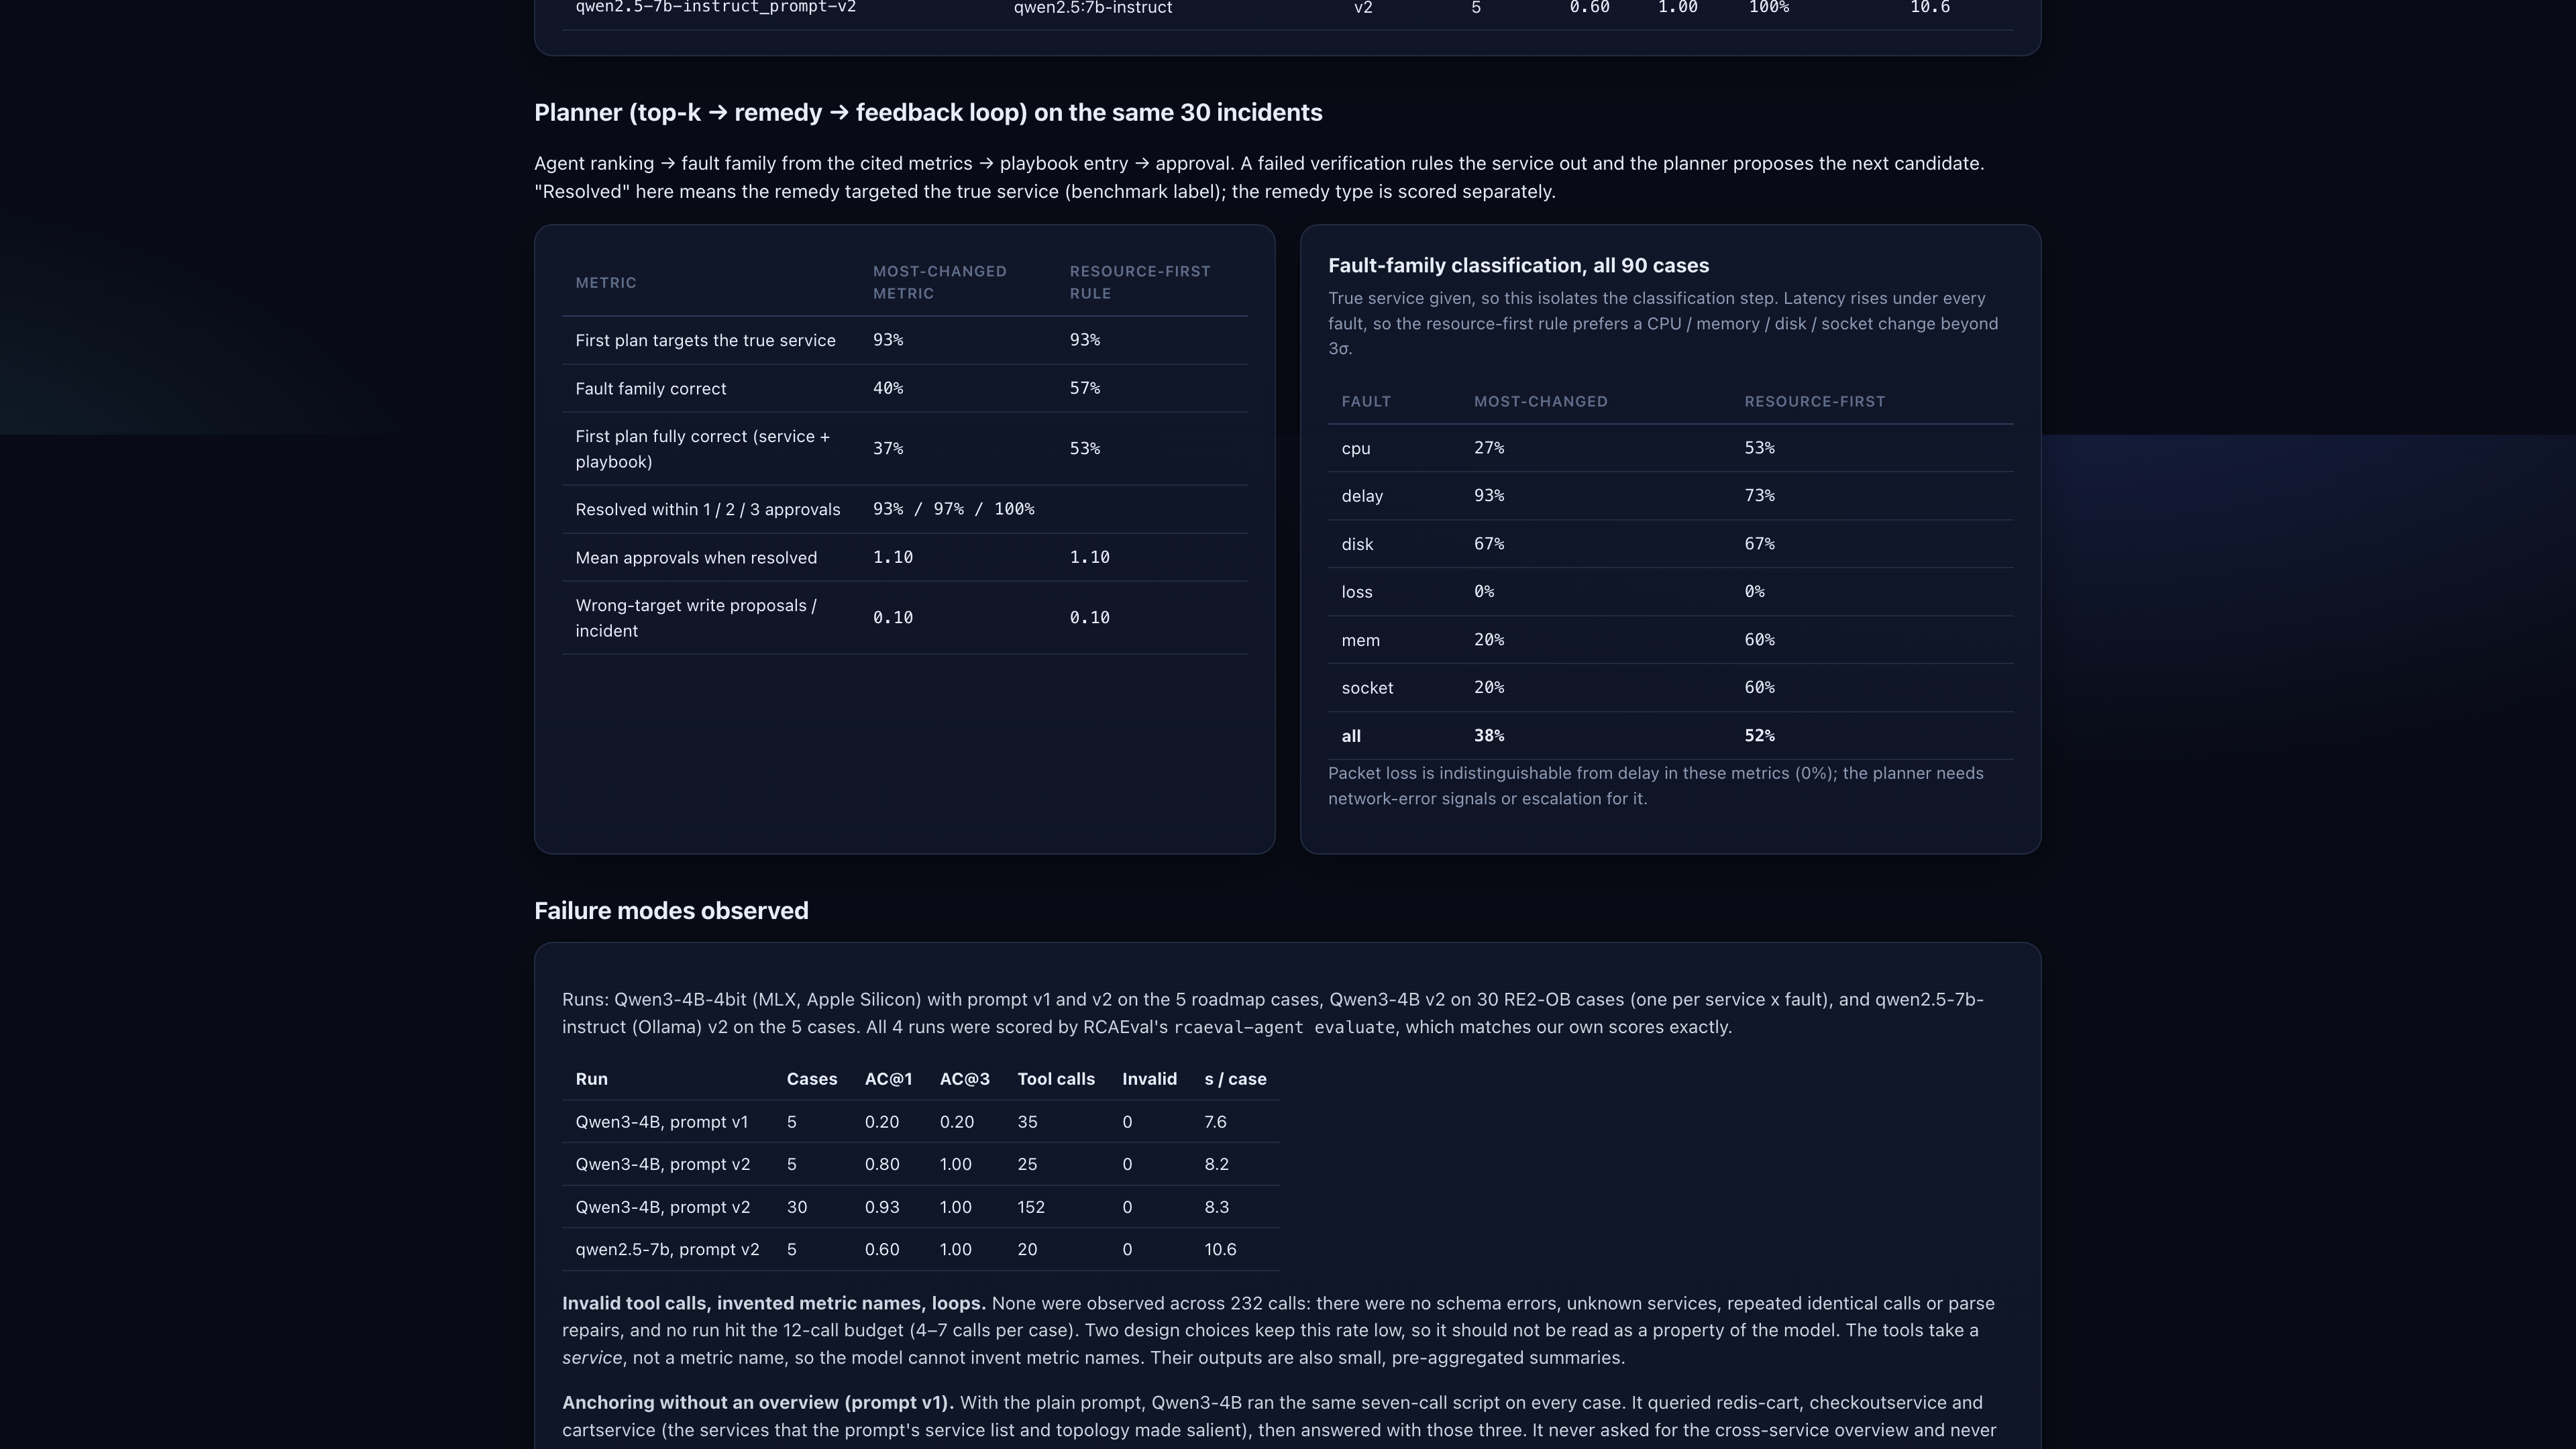 qwen2.5-7b-instruct_prompt-v2 qwen2.5:7b-instruct v2 5 0.60 1.00 100% 10.6
Planner (top-k → remedy → feedback loop) on the same 30 incidents
Agent ranking → fault family from the cited metrics → playbook entry → approval. A failed verification rules the service out and the planner proposes the next candidate.
"Resolved" here means the remedy targeted the true service (benchmark label); the remedy type is scored separately.
METRIC MOST-CHANGED METRIC RESOURCE-FIRST RULE
First plan targets the true service 93% 93%
Fault family correct 40% 57%
First plan fully correct (service + playbook) 37% 53%
Resolved within 1 / 2 / 3 approvals 93% / 97% / 100%
Mean approvals when resolved 1.10 1.10
Wrong-target write proposals / incident 0.10 0.10
Fault-family classification, all 90 cases
True service given, so this isolates the classification step. Latency rises under every
fault, so the resource-first rule prefers a CPU / memory / disk / socket change beyond
3σ.
FAULT MOST-CHANGED RESOURCE-FIRST
cpu 27% 53%
delay 93% 73%
disk 67% 67%
loss 0% 0%
mem 20% 60%
socket 20% 60%
all 38% 52%
Packet loss is indistinguishable from delay in these metrics (0%); the planner needs
network-error signals or escalation for it.
Failure modes observed
Runs: Qwen3-4B-4bit (MLX, Apple Silicon) with prompt v1 and v2 on the 5 roadmap cases, Qwen3-4B v2 on 30 RE2-OB cases (one per service x fault), and qwen2.5-7b-
instruct (Ollama) v2 on the 5 cases. All 4 runs were scored by RCAEval's rcaeval-agent evaluate, which matches our own scores exactly.
Run Cases AC@1 AC@3 Tool calls Invalid s / case
Qwen3-4B, prompt v1 5 0.20 0.20 35 0 7.6
Qwen3-4B, prompt v2 5 0.80 1.00 25 0 8.2
Qwen3-4B, prompt v2 30 0.93 1.00 152 0 8.3
qwen2.5-7b, prompt v2 5 0.60 1.00 20 0 10.6
Invalid tool calls, invented metric names, loops. None were observed across 232 calls: there were no schema errors, unknown services, repeated identical calls or parse
repairs, and no run hit the 12-call budget (4–7 calls per case). Two design choices keep this rate low, so it should not be read as a property of the model. The tools take a
service, not a metric name, so the model cannot invent metric names. Their outputs are also small, pre-aggregated summaries.
Anchoring without an overview (prompt v1). With the plain prompt, Qwen3-4B ran the same seven-call script on every case. It queried redis-cart, checkoutservice and
cartservice (the services that the prompt's service list and topology made salient), then answered with those three. It never asked for the cross-service overview and never